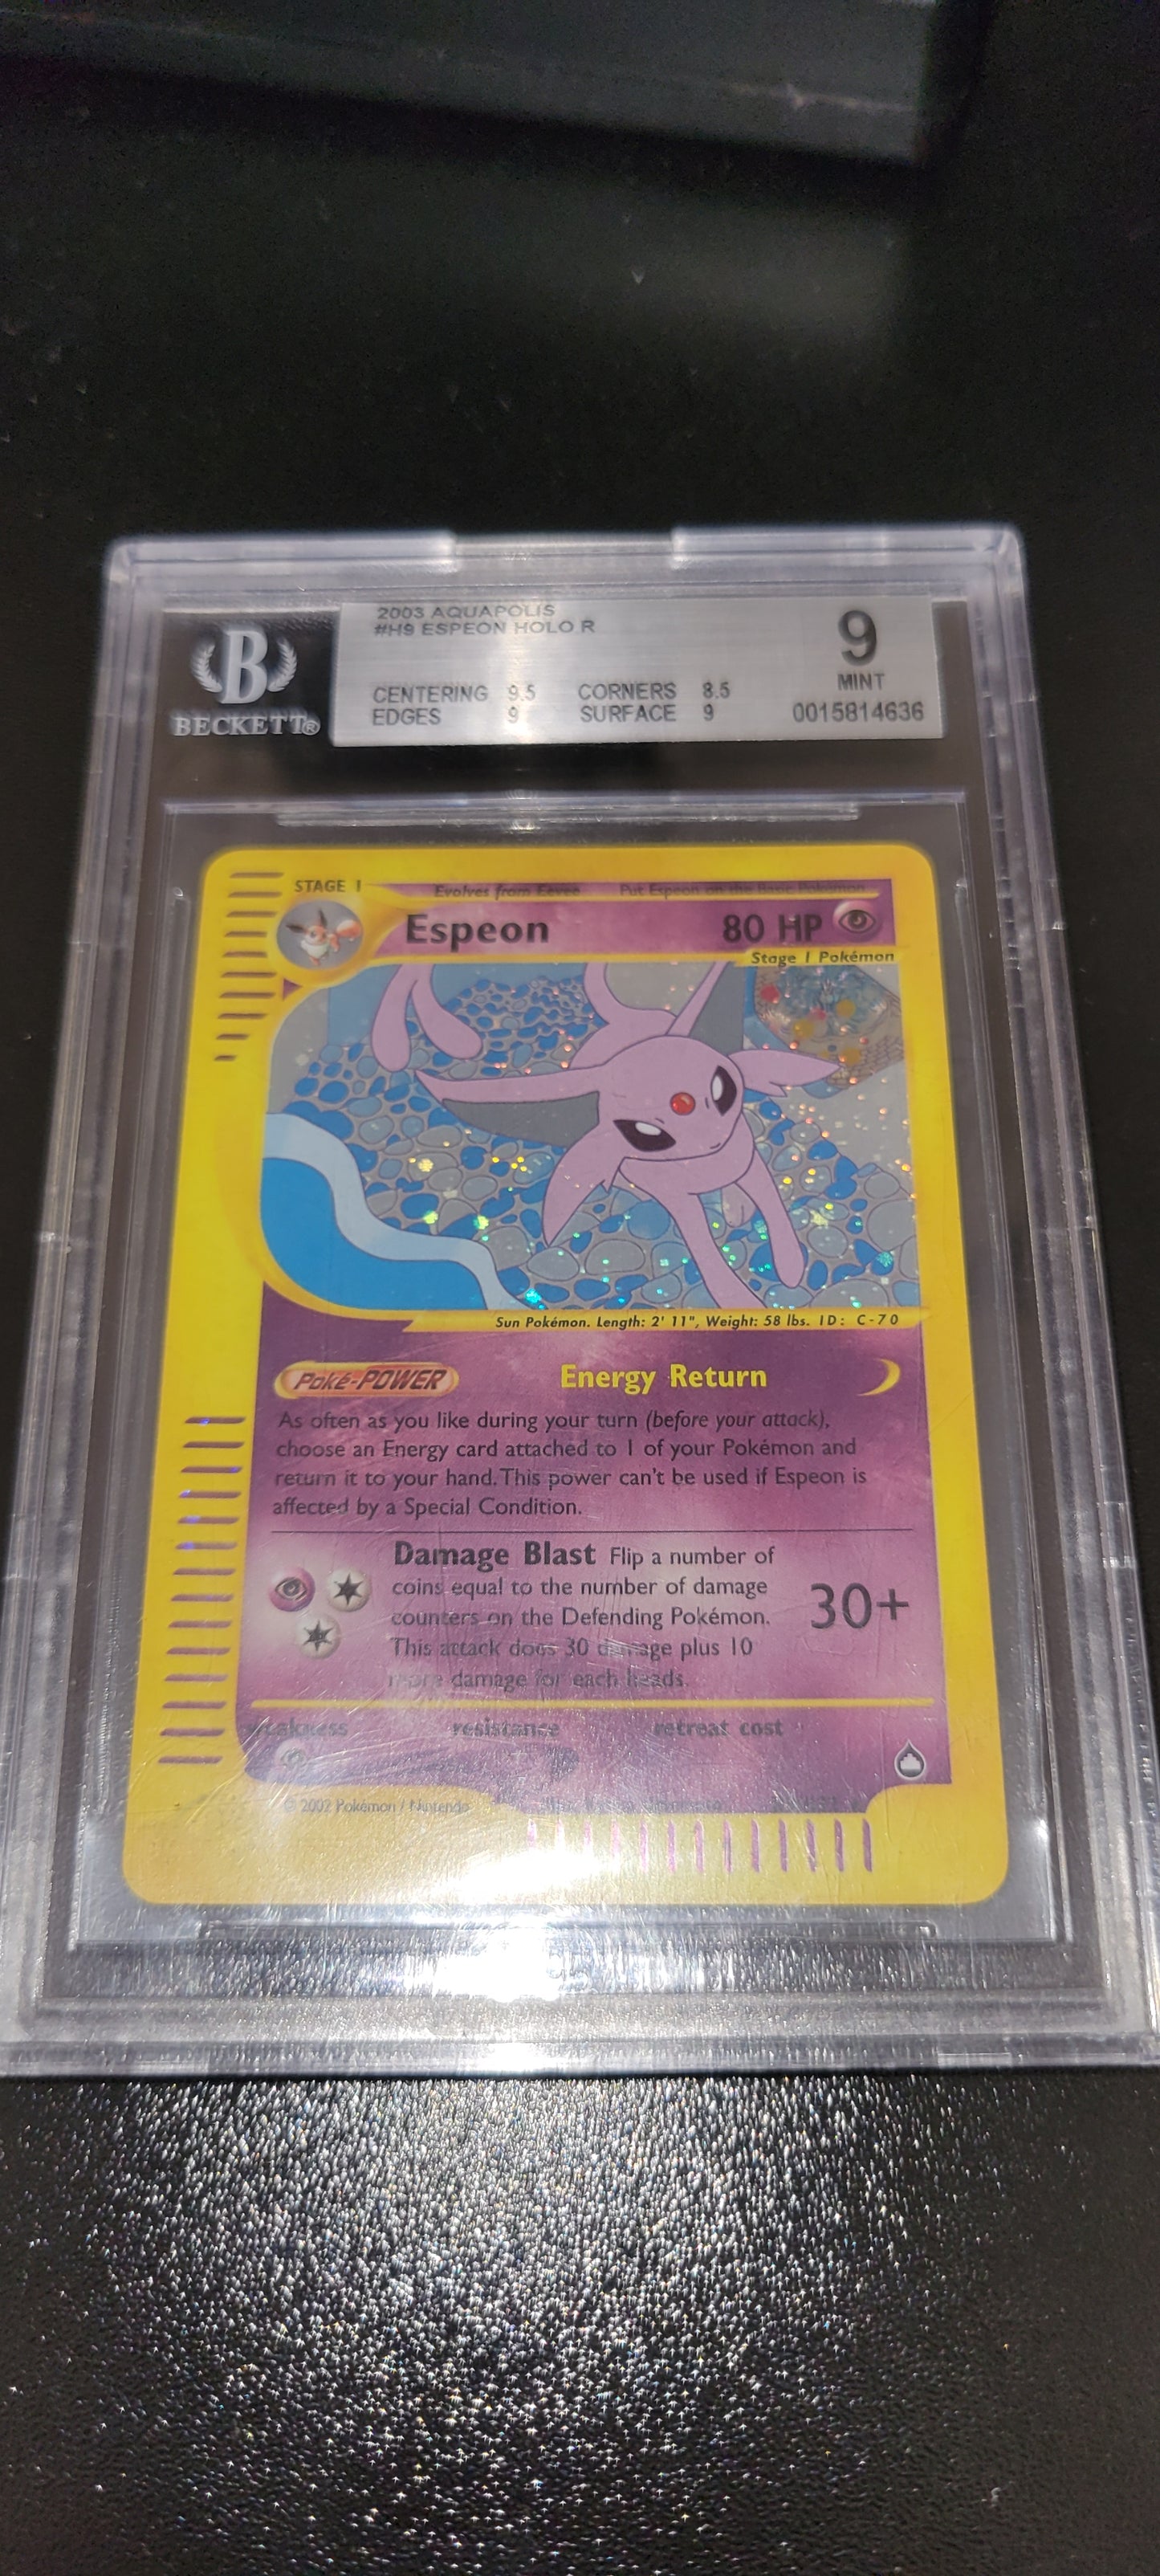 2003 AQUAPOLIS
#H9 ESPEON HOLO R
9
MINT
CENTERING 9.5 CORNERS 8.5
EDGES 9 SURFACE 9
0015814636
B
BECKETT®
STAGE 1
Evolves from Eevee Put Espeon on the Basic Pokémon
Espeon 80 HP
Stage 1 Pokémon
Sun Pokémon. Length: 2' 11", Weight: 58 lbs. ID: C-70
Poké-POWER Energy Return
As often as you like during your turn (before your attack),
choose an Energy card attached to 1 of your Pokémon and
return it to your hand. This power can't be used if Espeon is
affected by a Special Condition.
Damage Blast Flip a number of
coins equal to the number of damage
counters on the Defending Pokémon.
This attack does 30 damage plus 10
more damage for each heads.
30+
weakness resistance retreat cost
© 2002 Pokémon / Nintendo